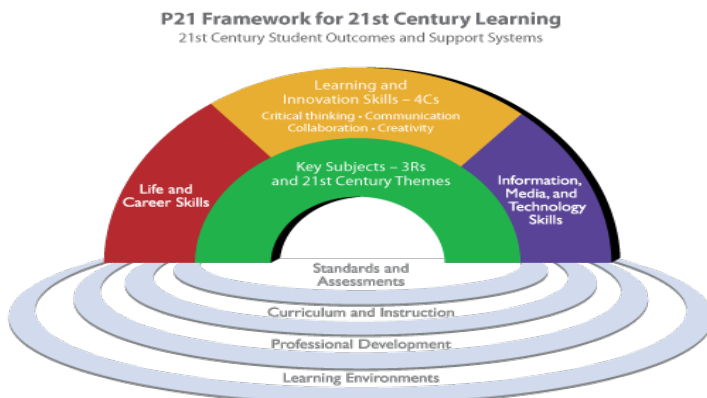 P21 Framework for 21st Century Learning
21st Century Student Outcomes and Support Systems
Learning and
Innovation Skills – 4Cs
Critical thinking • Communication
Collaboration • Creativity
Key Subjects – 3Rs
and 21st Century Themes
Life and
Career Skills
Information,
Media, and
Technology
Skills
Standards and
Assessments
Curriculum and Instruction
Professional Development
Learning Environments